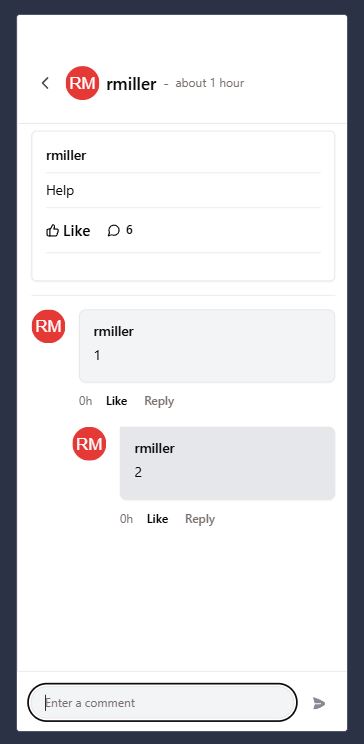 RM rmiller - about 1 hour
rmiller
Help
Like 6
RM rmiller
1
0h Like Reply
RM rmiller
2
0h Like Reply
Enter a comment